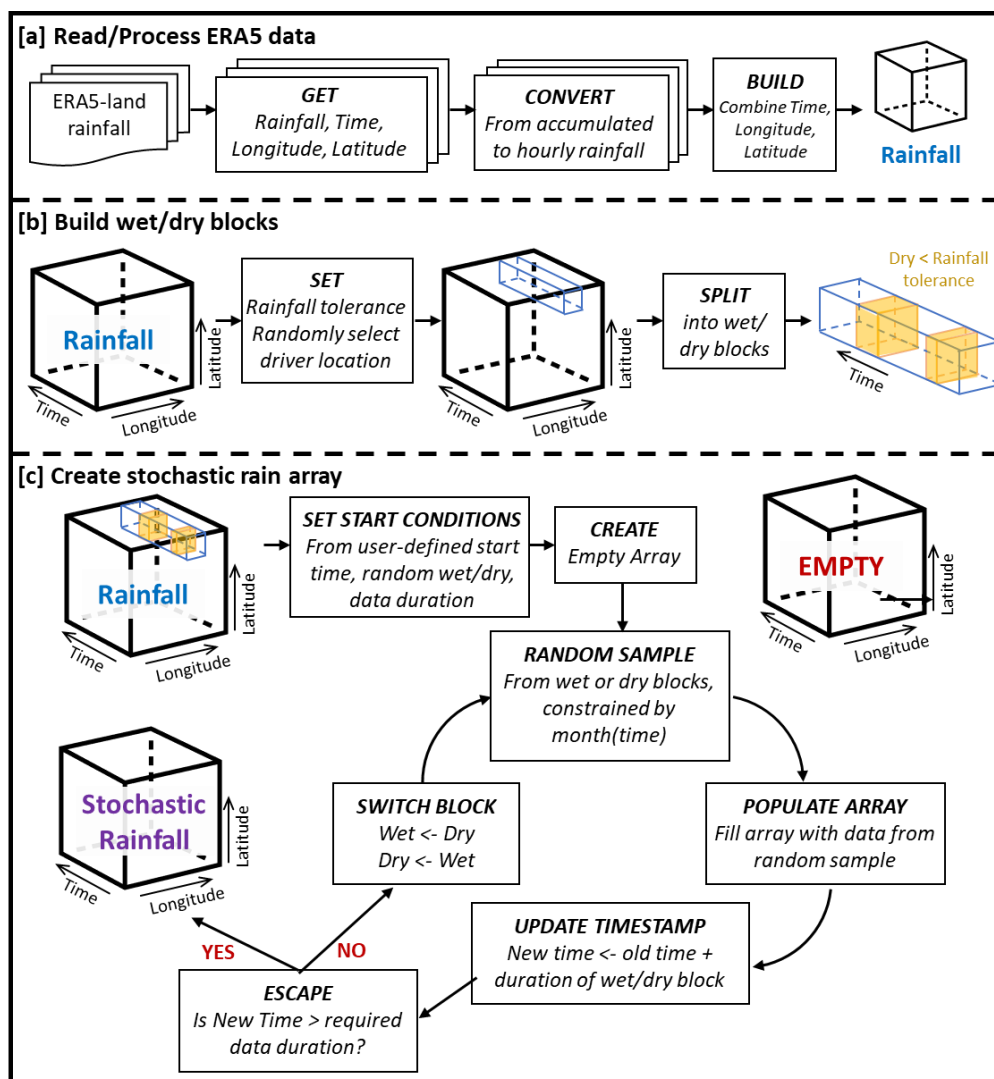 [a] Read/Process ERA5 data
ERA5-land
rainfall
GET
Rainfall, Time,
Longitude, Latitude
CONVERT
From accumulated
to hourly rainfall
BUILD
Combine Time,
Longitude,
Latitude
Rainfall
[b] Build wet/dry blocks
Rainfall
Time
Longitude
Latitude
SET
Rainfall tolerance
Randomly select
driver location
Time
Longitude
Latitude
SPLIT
into wet/
dry blocks
Dry < Rainfall
tolerance
Time
[c] Create stochastic rain array
Rainfall
Time
Longitude
Latitude
SET START CONDITIONS
From user-defined start
time, random wet/dry,
data duration
CREATE
Empty Array
EMPTY
Time
Longitude
Latitude
RANDOM SAMPLE
From wet or dry blocks,
constrained by
month(time)
POPULATE ARRAY
Fill array with data from
random sample
UPDATE TIMESTAMP
New time <- old time +
duration of wet/dry block
ESCAPE
Is New Time > required
data duration?
YES
NO
SWITCH BLOCK
Wet <- Dry
Dry <- Wet
Stochastic
Rainfall
Time
Longitude
Latitude